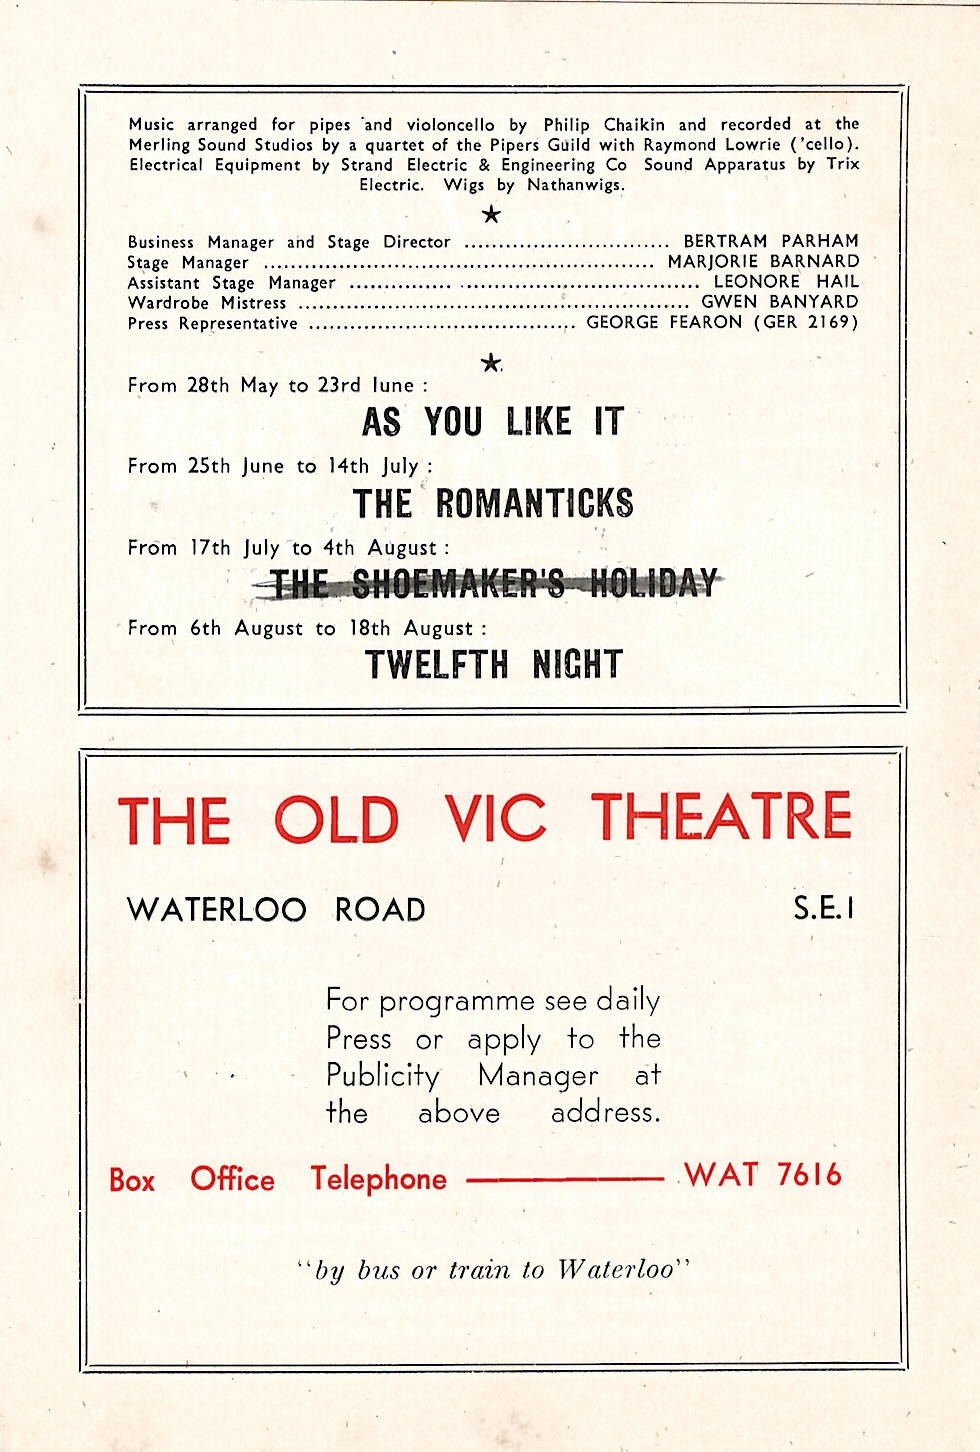 Music arranged for pipes and violoncello by Philip Chaikin and recorded at the
Merling Sound Studios by a quartet of the Pipers Guild with Raymond Lowrie ('cello).
Electrical Equipment by Strand Electric & Engineering Co Sound Apparatus by Trix
Electric. Wigs by Nathanwigs.
★
Business Manager and Stage Director .............................. BERTRAM PARHAM
Stage Manager ......................................................... MARJORIE BARNARD
Assistant Stage Manager .................................................. LEONORE HAIL
Wardrobe Mistress ......................................................... GWEN BANYARD
Press Representative ....................................... GEORGE FEARON (GER 2169)
★
From 28th May to 23rd Iune :
AS YOU LIKE IT
From 25th June to 14th July :
THE ROMANTICKS
From 17th July to 4th August :
THE SHOEMAKER'S HOLIDAY
From 6th August to 18th August :
TWELFTH NIGHT
THE OLD VIC THEATRE
WATERLOO ROAD S.E.1
For programme see daily
Press or apply to the
Publicity Manager at
the above address.
Box Office Telephone ———— WAT 7616
"by bus or train to Waterloo"